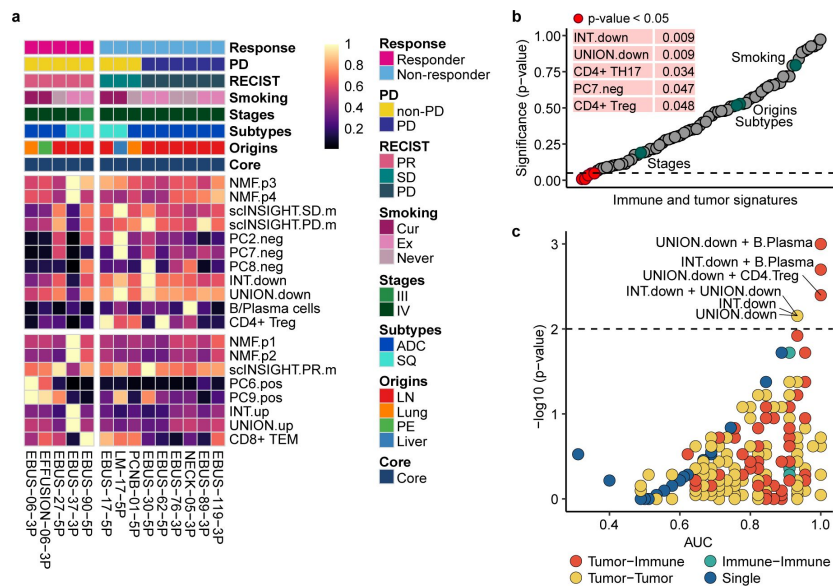 a
Response
PD
RECIST
Smoking
Stages
Subtypes
Origins
Core
NMF.p3
NMF.p4
scINSIGHT.SD.m
scINSIGHT.PD.m
PC2.neg
PC7.neg
PC8.neg
INT.down
UNION.down
B/Plasma cells
CD4+ Treg
NMF.p1
NMF.p2
scINSIGHT.PR.m
PC6.pos
PC9.pos
INT.up
UNION.up
CD8+ TEM
EBUS-06-3P
EFFUSION-06-3P
EBUS-27-5P
EBUS-37-3P
EBUS-90-5P
EBUS-17-5P
LM-17-5P
PCNB-01-5P
EBUS-30-5P
EBUS-62-5P
EBUS-76-3P
NECK-05-3P
EBUS-89-3P
EBUS-119-3P
1
0.8
0.6
0.4
0.2
Response
Responder
Non-responder
PD
non-PD
PD
RECIST
PR
SD
PD
Smoking
Cur
Ex
Never
Stages
III
IV
Subtypes
ADC
SQ
Origins
LN
Lung
PE
Liver
Core
Core
b
p-value < 0.05
INT.down 0.009
UNION.down 0.009
CD4+ TH17 0.034
PC7.neg 0.047
CD4+ Treg 0.048
Smoking
Origins
Subtypes
Stages
1.00
0.75
0.50
0.25
0.00
Significance (p-value)
Immune and tumor signatures
c
UNION.down + B.Plasma
INT.down + B.Plasma
UNION.down + CD4.Treg
INT.down + UNION.down
INT.down
UNION.down
3
2
1
0
−log10 (p-value)
0.4 0.6 0.8 1.0
AUC
Tumor-Immune
Immune-Immune
Tumor-Tumor
Single